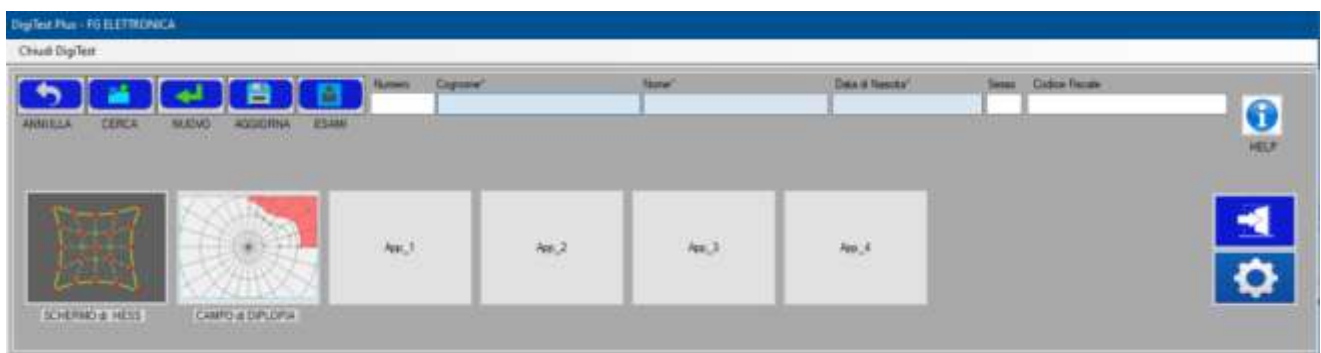 DigiTest Plus - FG ELETTRONICA
Chiudi DigiTest
Numero Cognome* Nome* Data di Nascita* Sesso Codice Fiscale
ANNULLA CERCA NUOVO AGGIORNA ESAMI
HELP
App_1 App_2 App_3 App_4
SCHERMO di HESS CAMPO di DIPLOPIA